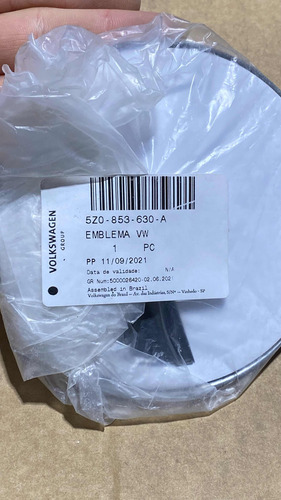 VOLKSWAGEN
GROUP
5Z0-853-630-A
EMBLEMA VW
1 PC
PP 11/09/2021
Data de validade: N/A
GR Num:5000026420-02.06.202
Assembled in Brazil
Volkswagen do Brasil - Av. das Indústrias, S/Nº - Vinhedo - SP